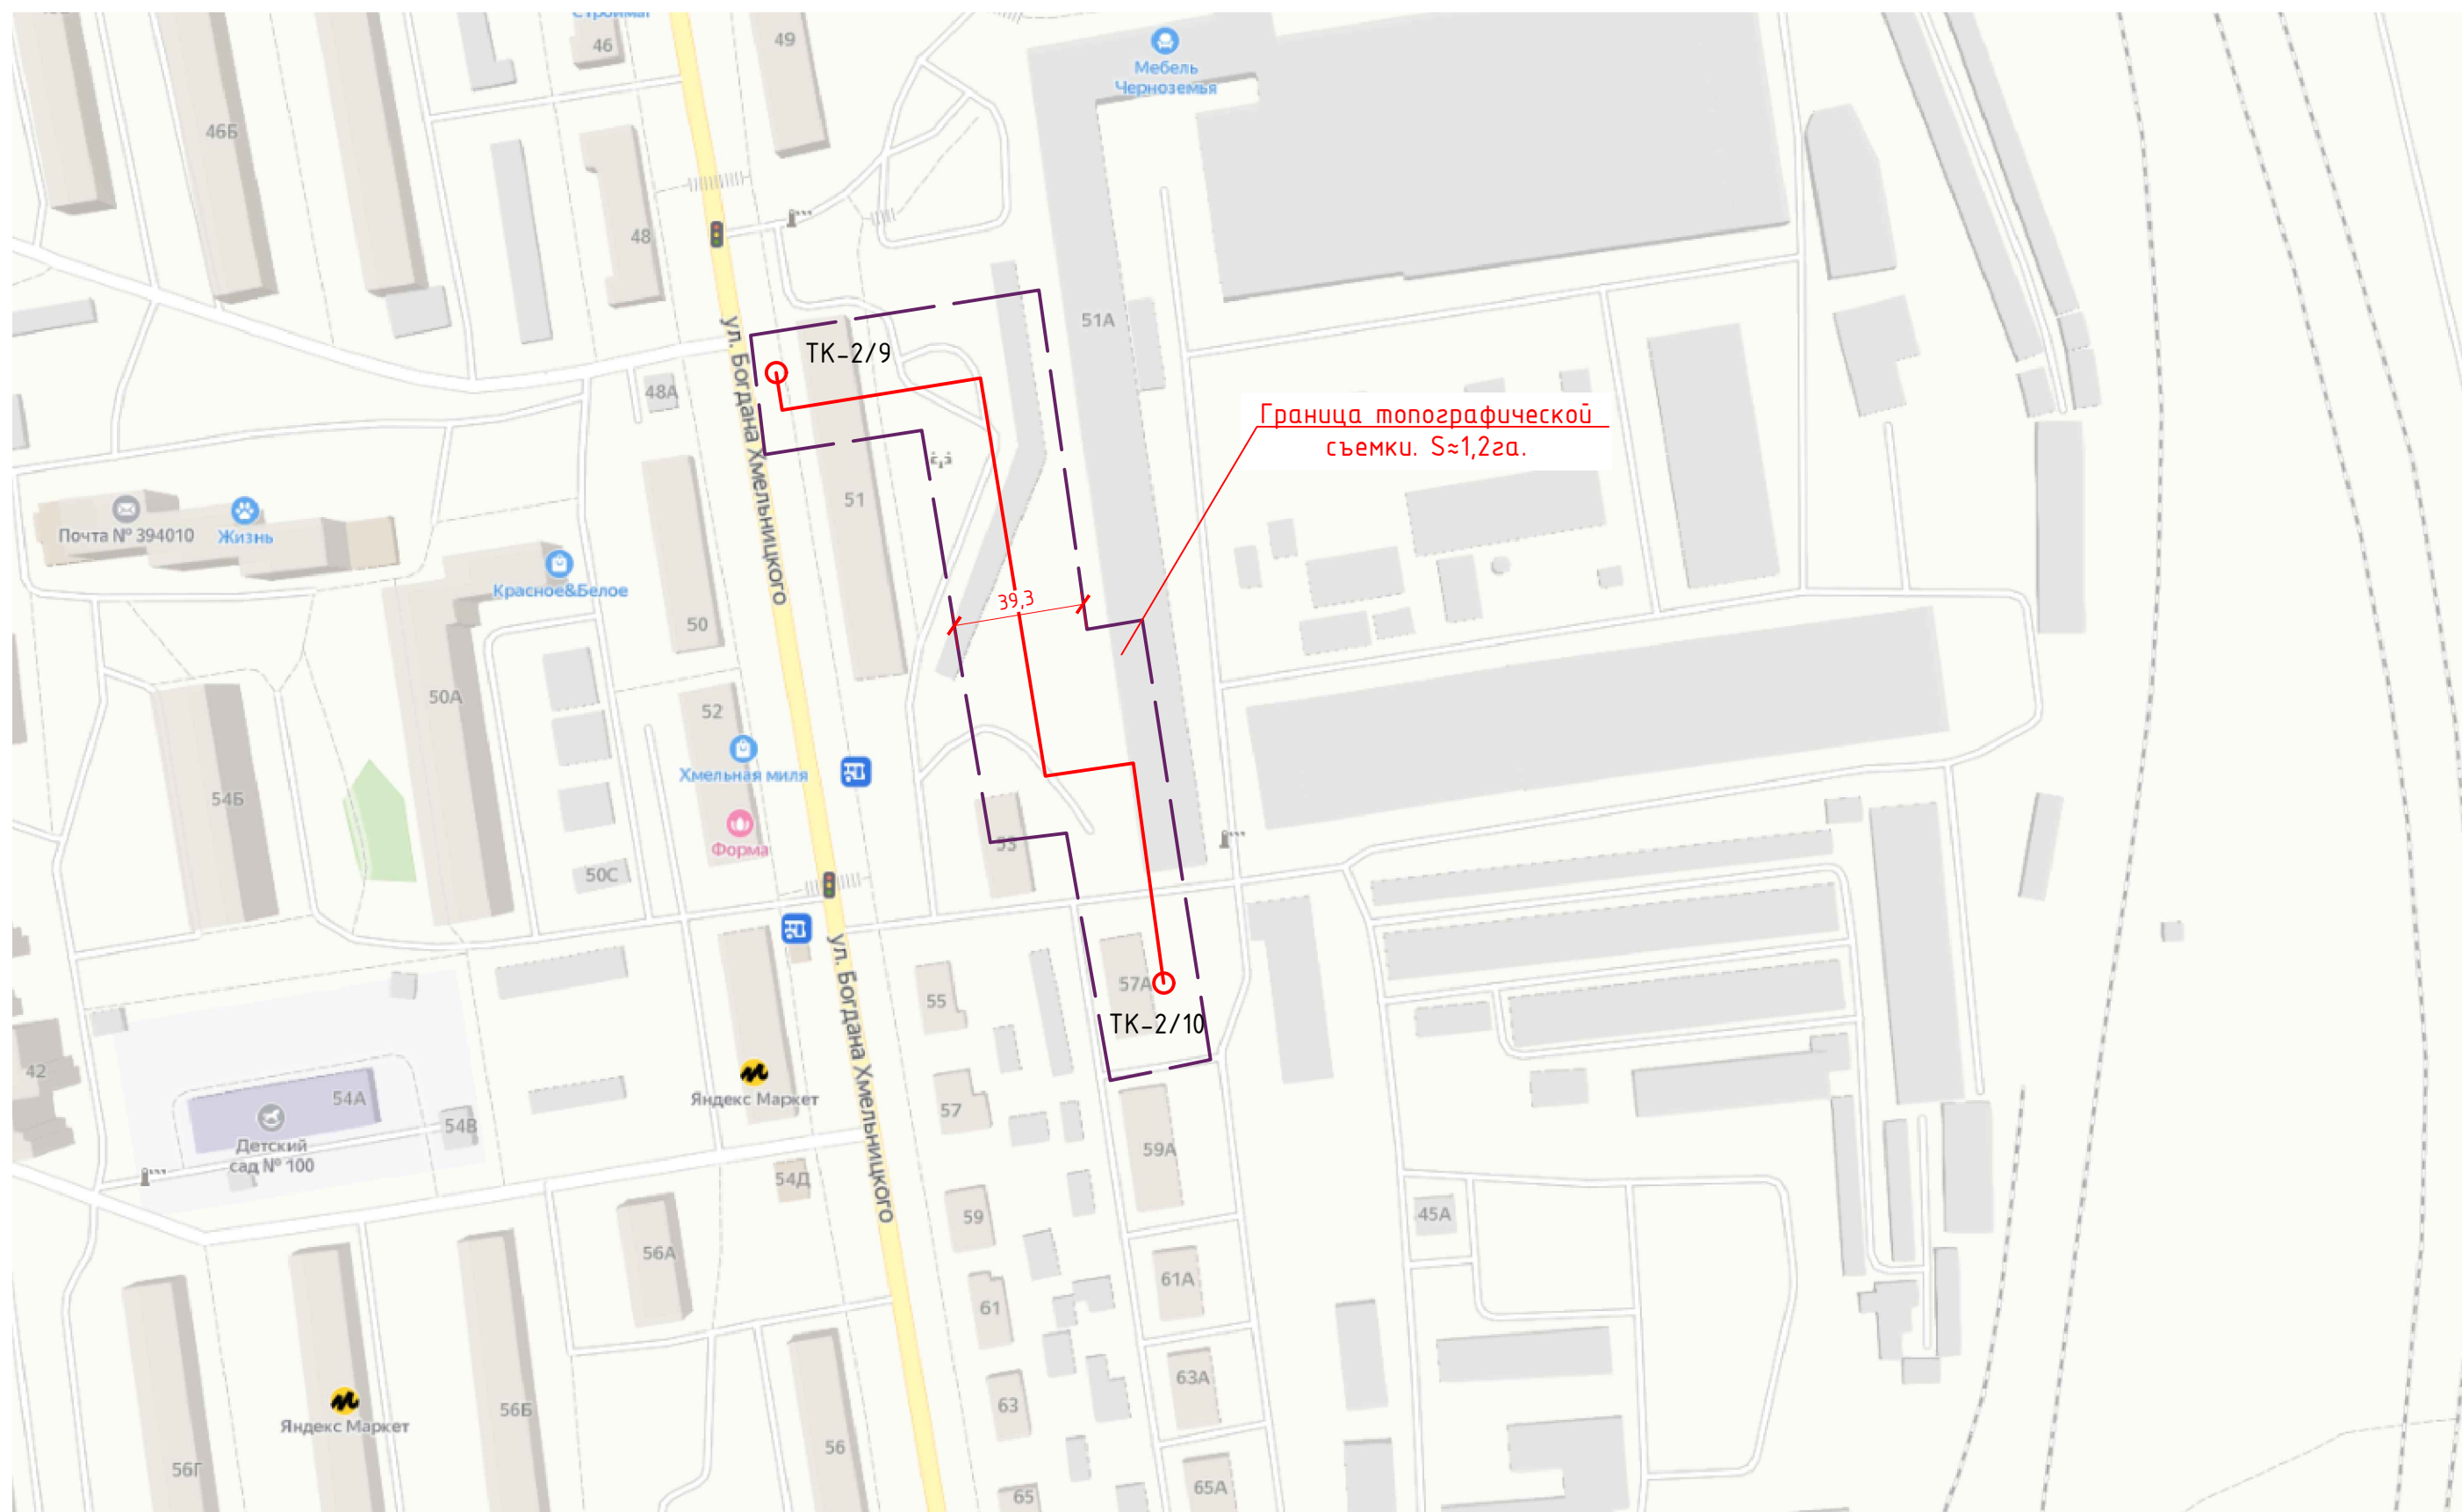 46
49
Мебель
Черноземья
46Б
48
51А
ул. Богдана Хмельницкого
ТК-2/9
48А
Граница топографической
съемки. S≈1,2га.
51
Почта № 394010
Жизнь
Красное&Белое
39,3
50
50А
52
Хмельная миля
54Б
Форма
53
50С
ул. Богдана Хмельницкого
57А
55
ТК-2/10
42
54А
Яндекс Маркет
57
54В
Детский
сад № 100
59А
54Д
59
45А
56А
61А
61
63А
63
56Б
Яндекс Маркет
56
56Г
65А
65